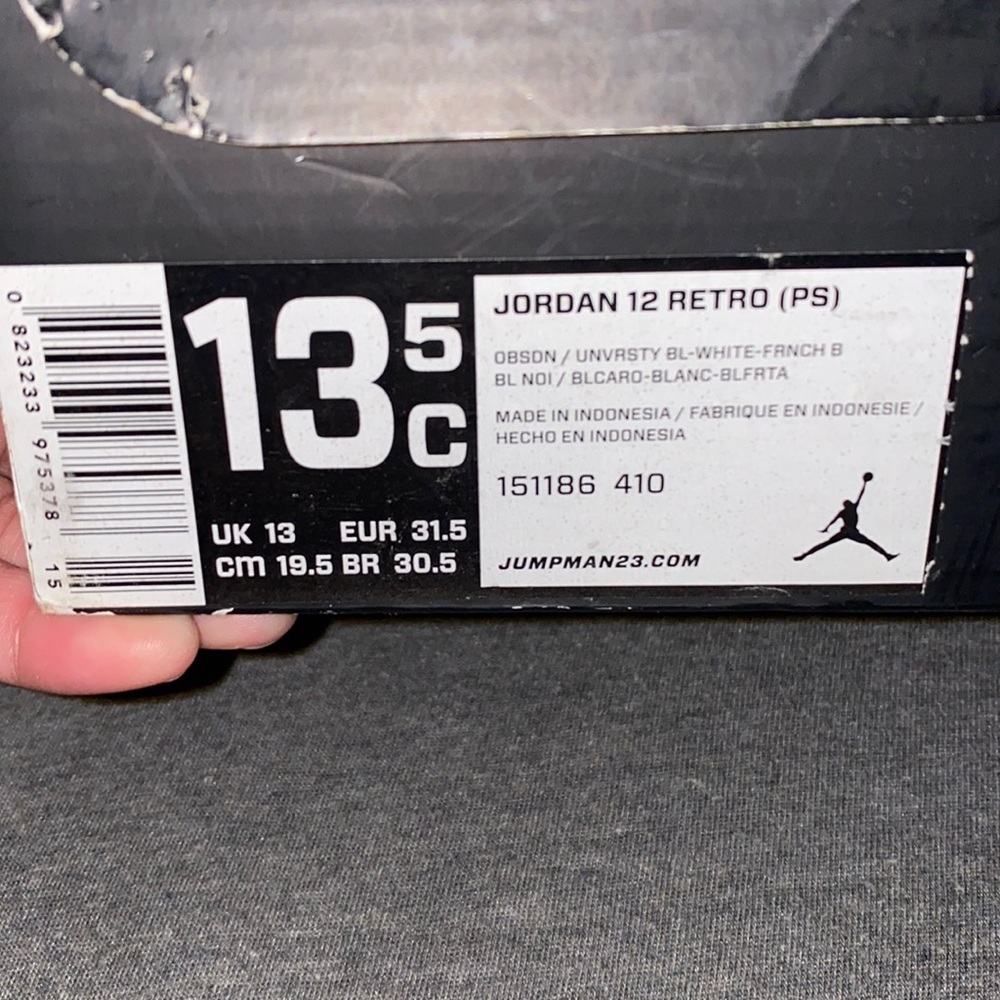 0 823233 975378 15
13 5 C
UK 13 EUR 31.5
cm 19.5 BR 30.5
JORDAN 12 RETRO (PS)
OBSDN / UNVRSTY BL-WHITE-FRNCH B
BL NOI / BLCARO-BLANC-BLFRTA
MADE IN INDONESIA / FABRIQUE EN INDONESIE /
HECHO EN INDONESIA
151186 410
JUMPMAN23.COM